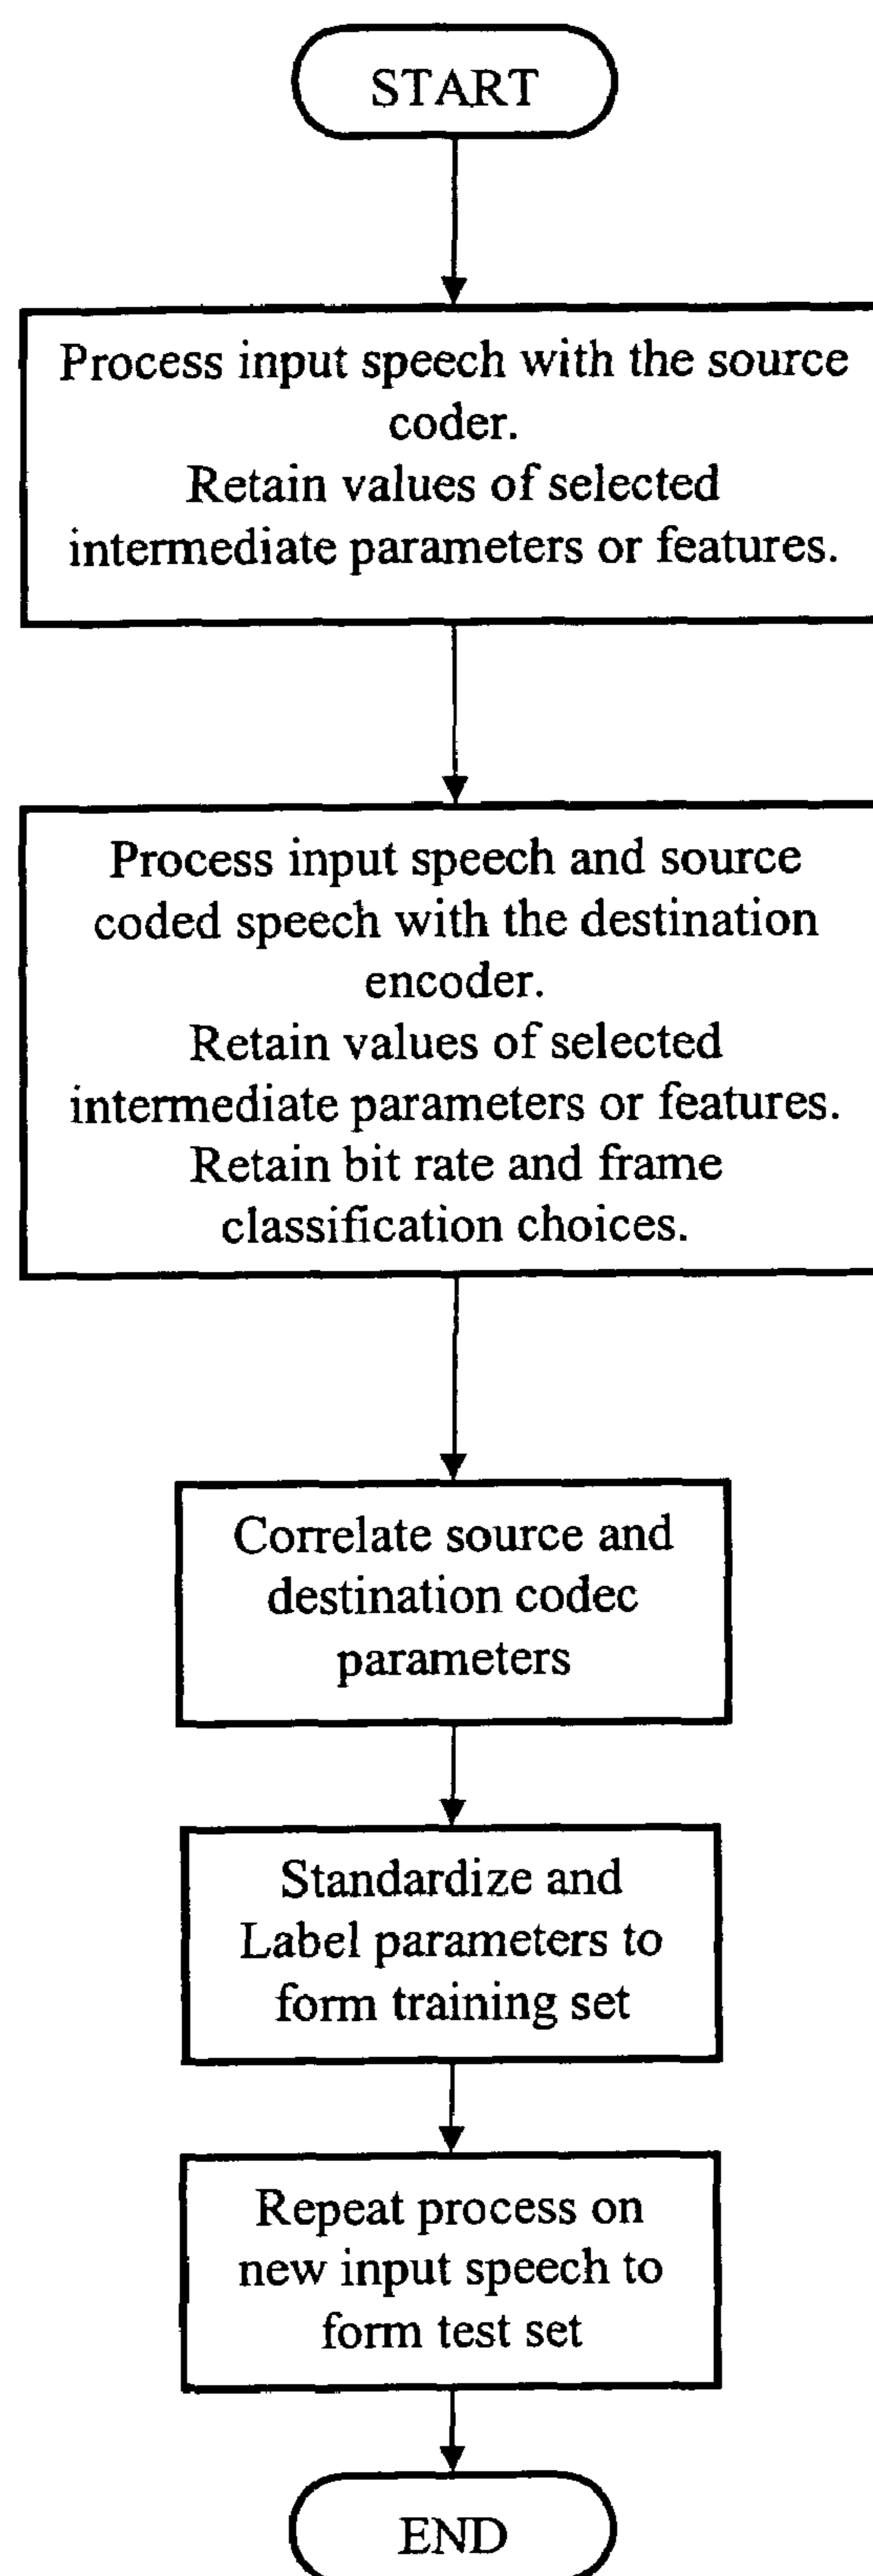 START
Process input speech with the source
coder.
Retain values of selected
intermediate parameters or features.
Process input speech and source
coded speech with the destination
encoder.
Retain values of selected
intermediate parameters or features.
Retain bit rate and frame
classification choices.
Correlate source and
destination codec
parameters
Standardize and
Label parameters to
form training set
Repeat process on
new input speech to
form test set
END